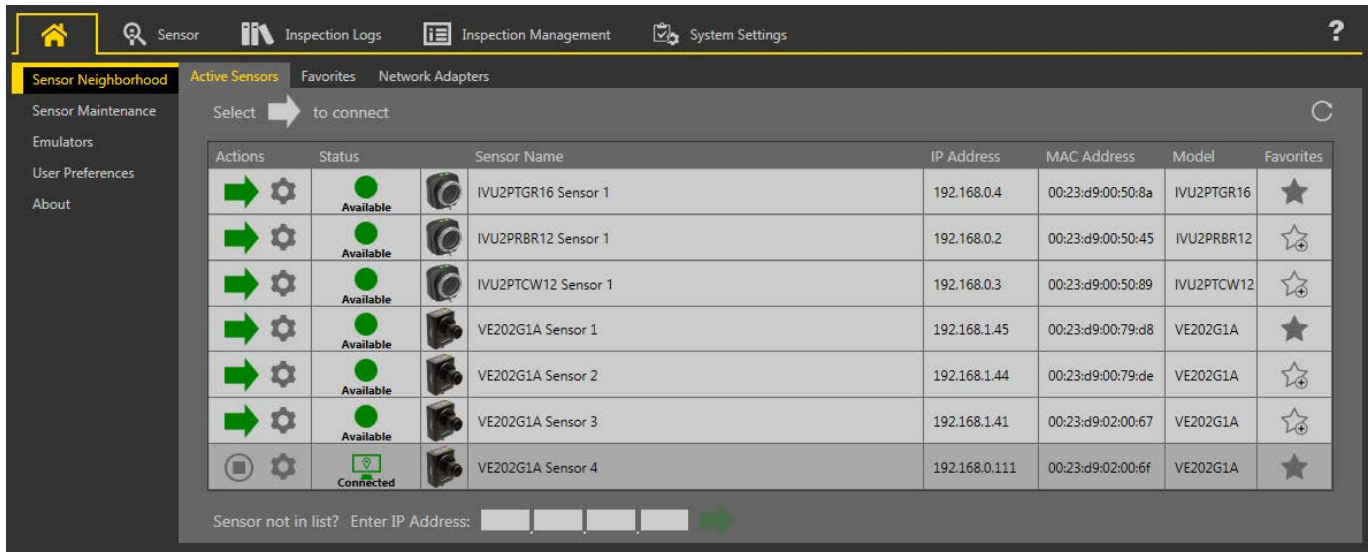 Sensor Inspection Logs Inspection Management System Settings ?
Sensor Neighborhood
Sensor Maintenance
Emulators
User Preferences
About
Active Sensors Favorites Network Adapters
Select to connect
Actions Status Sensor Name IP Address MAC Address Model Favorites
Available IVU2PTGR16 Sensor 1 192.168.0.4 00:23:d9:00:50:8a IVU2PTGR16
Available IVU2PRBR12 Sensor 1 192.168.0.2 00:23:d9:00:50:45 IVU2PRBR12
Available IVU2PTCW12 Sensor 1 192.168.0.3 00:23:d9:00:50:89 IVU2PTCW12
Available VE202G1A Sensor 1 192.168.1.45 00:23:d9:00:79:d8 VE202G1A
Available VE202G1A Sensor 2 192.168.1.44 00:23:d9:00:79:de VE202G1A
Available VE202G1A Sensor 3 192.168.1.41 00:23:d9:02:00:67 VE202G1A
Connected VE202G1A Sensor 4 192.168.0.111 00:23:d9:02:00:6f VE202G1A
Sensor not in list? Enter IP Address: . . .